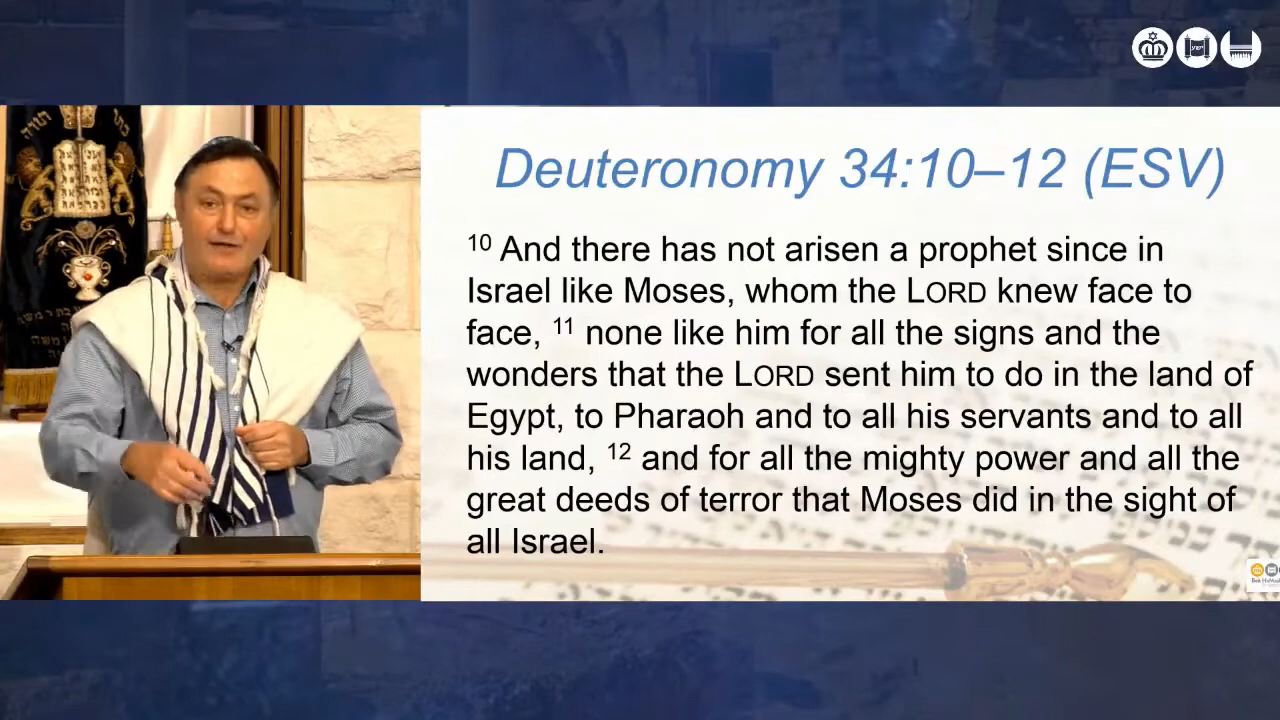 Deuteronomy 34:10–12 (ESV)
10 And there has not arisen a prophet since in
Israel like Moses, whom the LORD knew face to
face, 11 none like him for all the signs and the
wonders that the LORD sent him to do in the land of
Egypt, to Pharaoh and to all his servants and to all
his land, 12 and for all the mighty power and all the
great deeds of terror that Moses did in the sight of
all Israel.
תורה